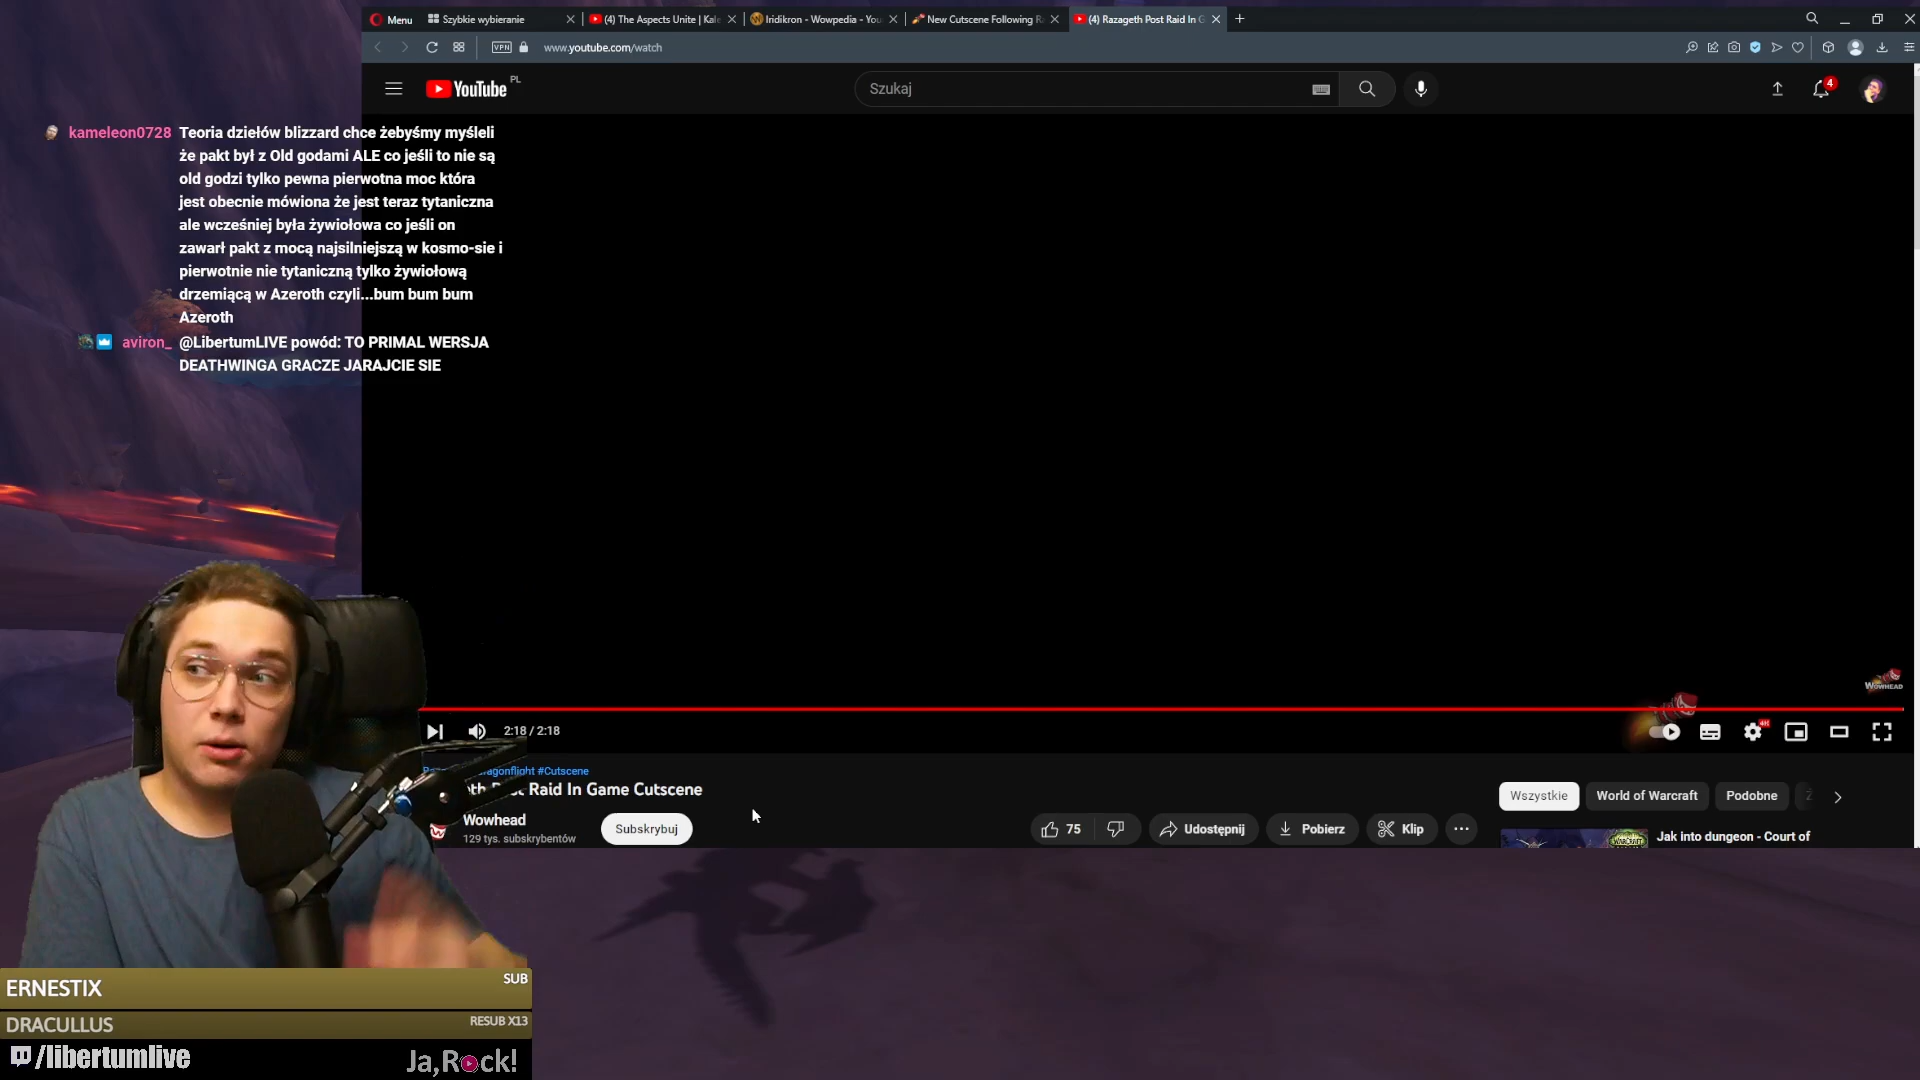 Menu
Szybkie wybieranie
(4) The Aspects Unite | Kale
Iridikron - Wowpedia - You
New Cutscene Following R
(4) Razageth Post Raid In G
VPN
www.youtube.com/watch
YouTube PL
Szukaj
4
kameleon0728 Teoria dziełów blizzard chce żebyśmy myśleli
że pakt był z Old godami ALE co jeśli to nie są
old godzi tylko pewna pierwotna moc która
jest obecnie mówiona że jest teraz tytaniczna
ale wcześniej była żywiołowa co jeśli on
zawarł pakt z mocą najsilniejszą w kosmo-sie i
pierwotnie nie tytaniczną tylko żywiołową
drzemiącą w Azeroth czyli...bum bum bum
Azeroth
aviron_ @LibertumLIVE powód: TO PRIMAL WERSJA
DEATHWINGA GRACZE JARAJCIE SIE
WOWHEAD
2:18 / 2:18
#Cutscene
Raid In Game Cutscene
Wowhead
129 tys. subskrybentów
Subskrybuj
75
Udostępnij
Pobierz
Klip
Wszystkie
World of Warcraft
Podobne
Jak into dungeon - Court of
ERNESTIX
SUB
DRACULLUS
RESUB X13
/libertumlive
Ja,Rock!